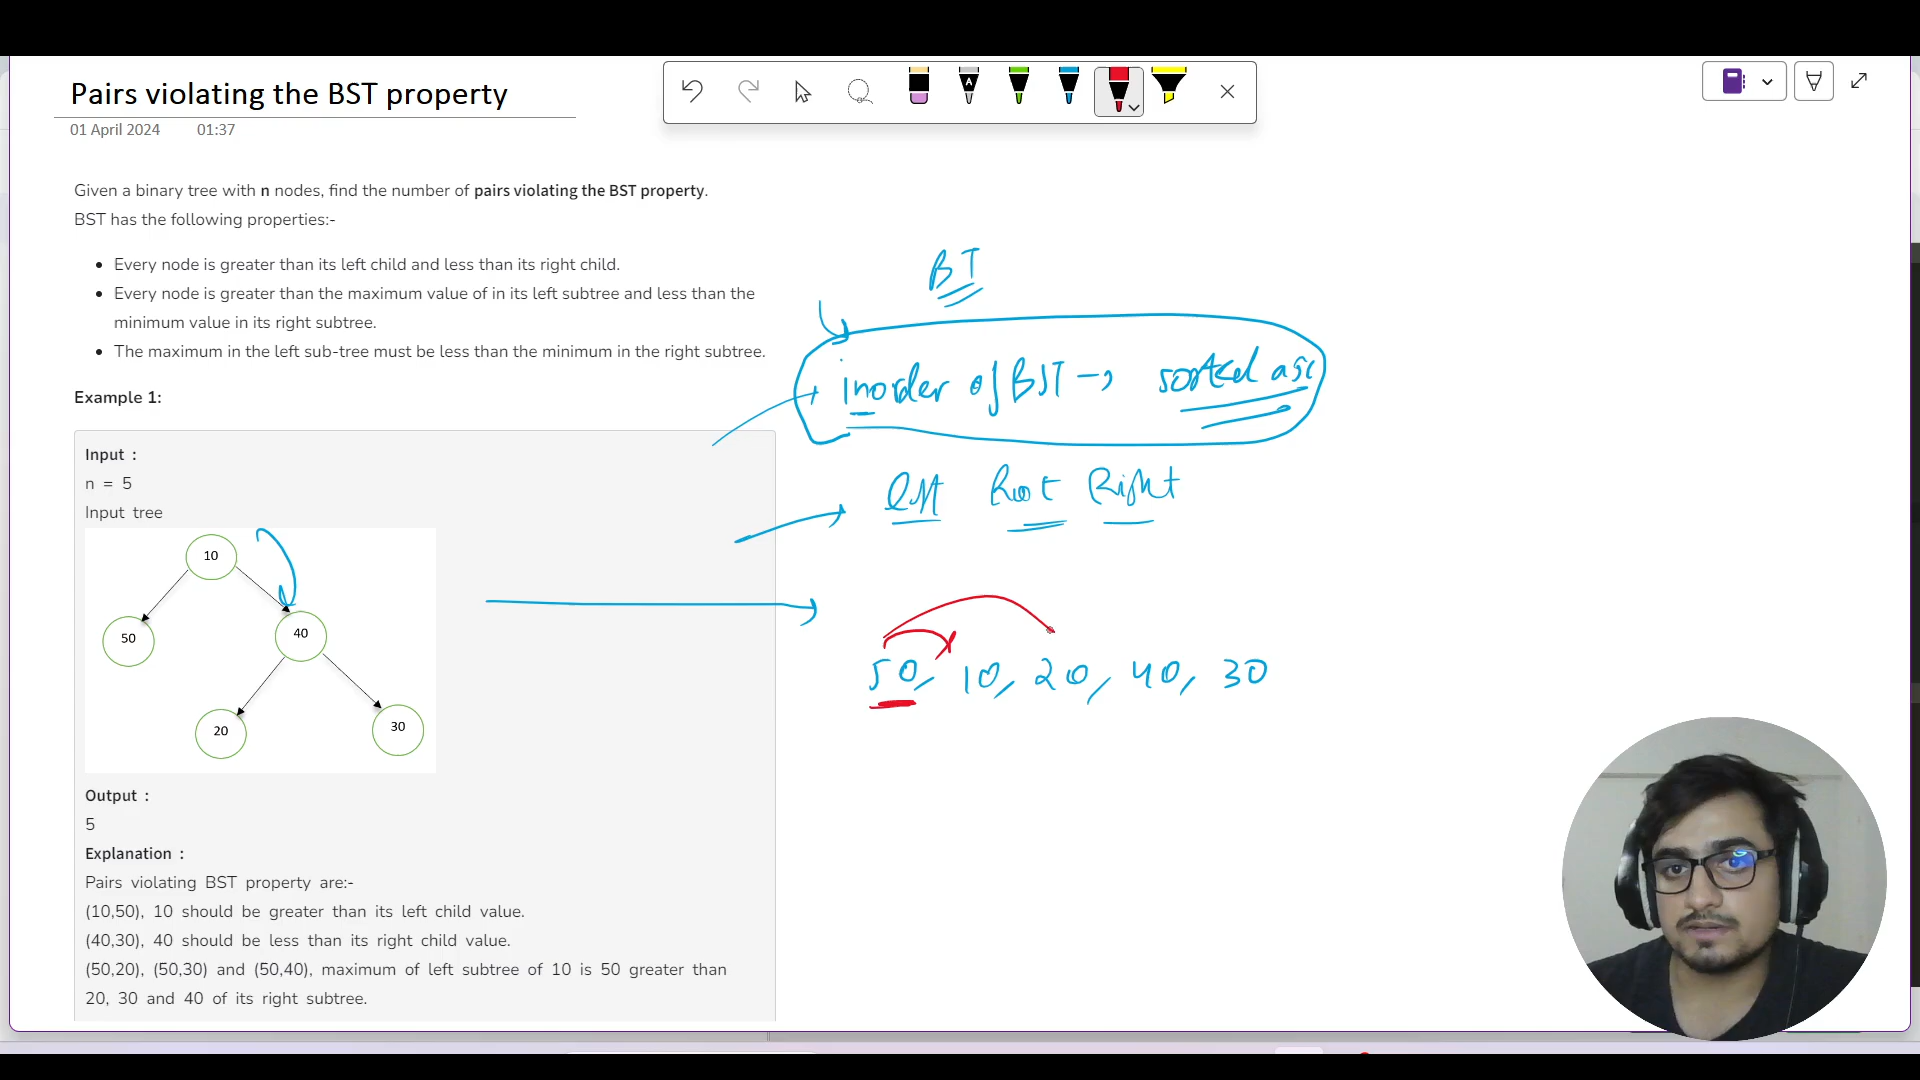 Pairs violating the BST property
01 April 2024 01:37
Given a binary tree with n nodes, find the number of pairs violating the BST property.
BST has the following properties:-
• Every node is greater than its left child and less than its right child.
• Every node is greater than the maximum value of in its left subtree and less than the
minimum value in its right subtree.
• The maximum in the left sub-tree must be less than the minimum in the right subtree.
Example 1:
Input :
n = 5
Input tree
10
50
40
20
30
Output :
5
Explanation :
Pairs violating BST property are:-
(10,50), 10 should be greater than its left child value.
(40,30), 40 should be less than its right child value.
(50,20), (50,30) and (50,40), maximum of left subtree of 10 is 50 greater than
20, 30 and 40 of its right subtree.
BT
inorder of BST → sorted asc
left Root Right
50, 10, 20, 40, 30
A